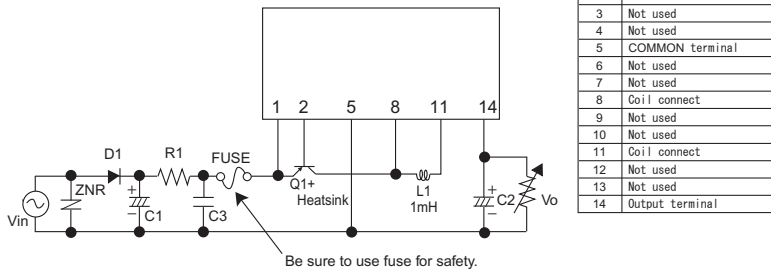 1 2 5 8 11 14
D1
R1
FUSE
ZNR
Vin
C1
C3
Q1+
Heatsink
L1
1mH
C2
Vo
+
−
+
−
Be sure to use fuse for safety.
3 Not used
4 Not used
5 COMMON terminal
6 Not used
7 Not used
8 Coil connect
9 Not used
10 Not used
11 Coil connect
12 Not used
13 Not used
14 Output terminal